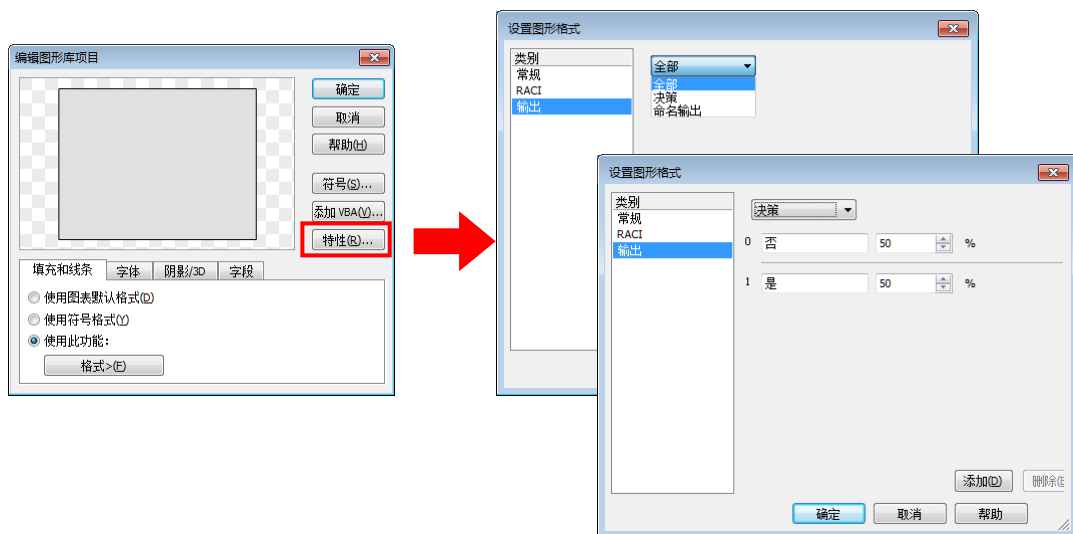 编辑图形库项目
确定
取消
帮助(H)
符号(S)...
添加 VBA(V)...
特性(R)...
填充和线条
字体
阴影/3D
字段
使用图表默认格式(D)
使用符号格式(Y)
使用此功能：
格式>(F)
设置图形格式
类别
常规
RACI
输出
全部
全部
决策
命名输出
设置图形格式
类别
常规
RACI
输出
决策
0 否 50 %
1 是 50 %
添加(D)
删除(E
确定
取消
帮助